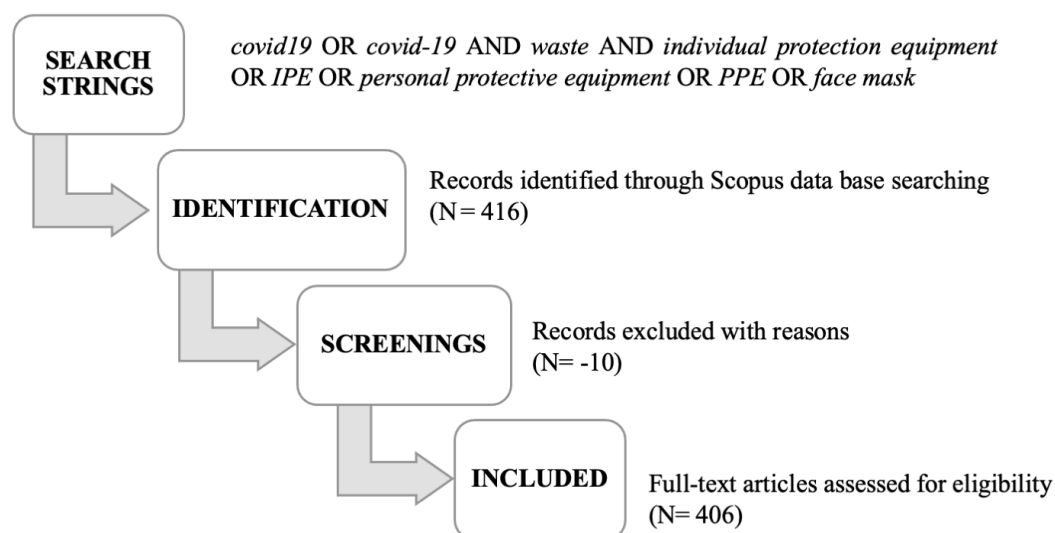 SEARCH
STRINGS
covid19 OR covid-19 AND waste AND individual protection equipment
OR IPE OR personal protective equipment OR PPE OR face mask
IDENTIFICATION
Records identified through Scopus data base searching
(N= 416)
SCREENINGS
Records excluded with reasons
(N= -10)
INCLUDED
Full-text articles assessed for eligibility
(N= 406)